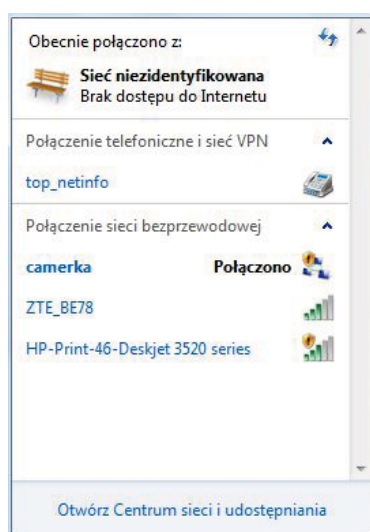 Obecnie połączono z:
Sieć niezidentyfikowana
Brak dostępu do Internetu
Połączenie telefoniczne i sieć VPN
top_netinfo
Połączenie sieci bezprzewodowej
camerka Połączono
ZTE_BE78
HP-Print-46-Deskjet 3520 series
Otwórz Centrum sieci i udostępniania